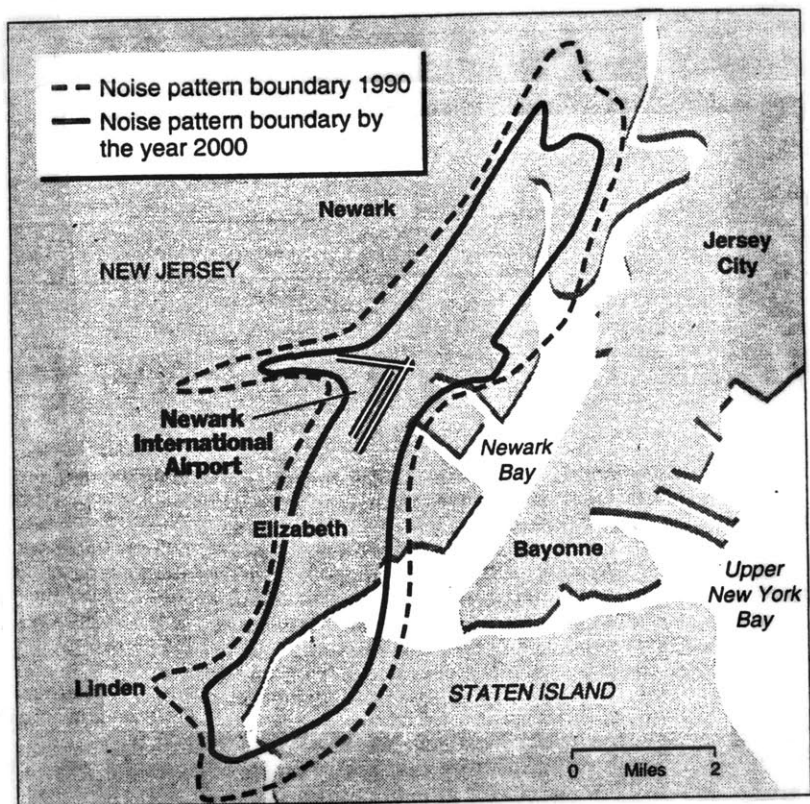 Noise pattern boundary 1990
Noise pattern boundary by
the year 2000
Newark
NEW JERSEY
Jersey
City
Newark
International
Airport
Newark
Bay
Elizabeth
Bayonne
Upper
New York
Bay
Linden
STATEN ISLAND
0 Miles 2